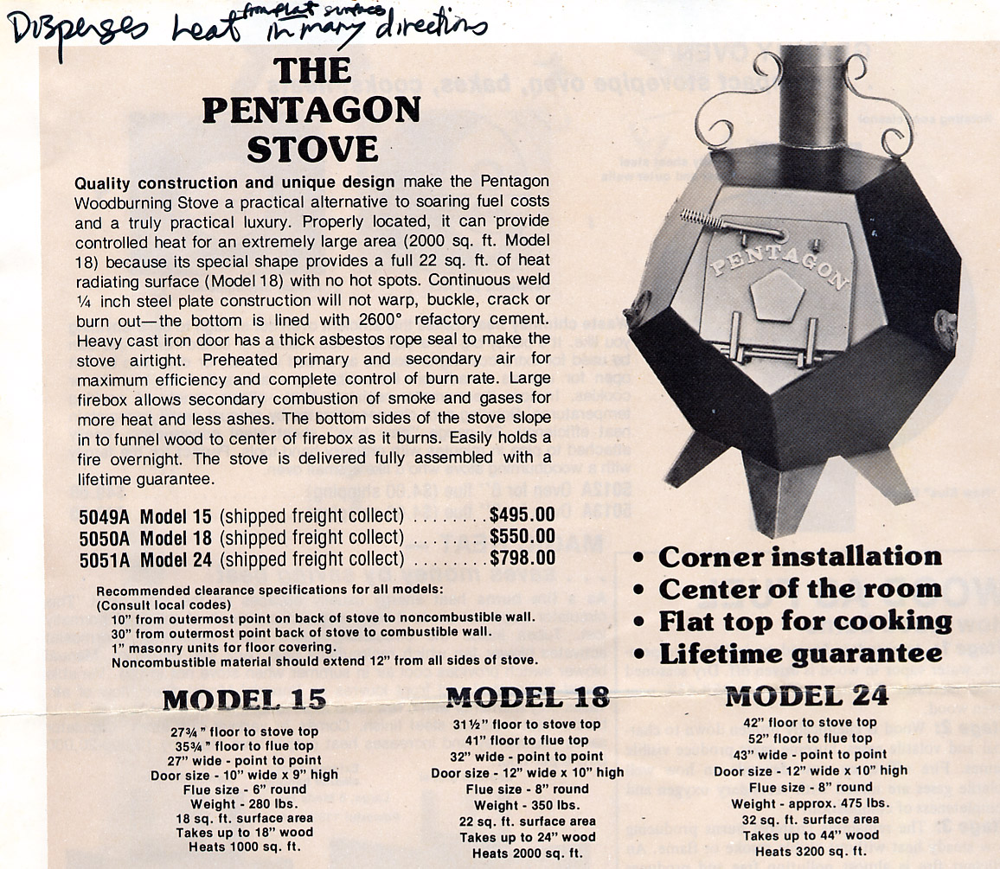 from flat surfaces
Disperses heat in many directions
THE
PENTAGON
STOVE
Quality construction and unique design make the Pentagon
Woodburning Stove a practical alternative to soaring fuel costs
and a truly practical luxury. Properly located, it can provide
controlled heat for an extremely large area (2000 sq. ft. Model
18) because its special shape provides a full 22 sq. ft. of heat
radiating surface (Model 18) with no hot spots. Continuous weld
¼ inch steel plate construction will not warp, buckle, crack or
burn out—the bottom is lined with 2600° refactory cement.
Heavy cast iron door has a thick asbestos rope seal to make the
stove airtight. Preheated primary and secondary air for
maximum efficiency and complete control of burn rate. Large
firebox allows secondary combustion of smoke and gases for
more heat and less ashes. The bottom sides of the stove slope
in to funnel wood to center of firebox as it burns. Easily holds a
fire overnight. The stove is delivered fully assembled with a
lifetime guarantee.
5049A Model 15 (shipped freight collect) ........ $495.00
5050A Model 18 (shipped freight collect) ........ $550.00
5051A Model 24 (shipped freight collect) ........ $798.00
Recommended clearance specifications for all models:
(Consult local codes)
10” from outermost point on back of stove to noncombustible wall.
30” from outermost point back of stove to combustible wall.
1” masonry units for floor covering.
Noncombustible material should extend 12” from all sides of stove.
PENTAGON
• Corner installation
• Center of the room
• Flat top for cooking
• Lifetime guarantee
MODEL 15
27¾ ” floor to stove top
35¾ ” floor to flue top
27” wide - point to point
Door size - 10” wide x 9” high
Flue size - 6” round
Weight - 280 lbs.
18 sq. ft. surface area
Takes up to 18” wood
Heats 1000 sq. ft.
MODEL 18
31½” floor to stove top
41” floor to flue top
32” wide - point to point
Door size - 12” wide x 10” high
Flue size - 8” round
Weight - 350 lbs.
22 sq. ft. surface area
Takes up to 24” wood
Heats 2000 sq. ft.
MODEL 24
42” floor to stove top
52” floor to flue top
43” wide - point to point
Door size - 12” wide x 10” high
Flue size - 8” round
Weight - approx. 475 lbs.
32 sq. ft. surface area
Takes up to 44” wood
Heats 3200 sq. ft.